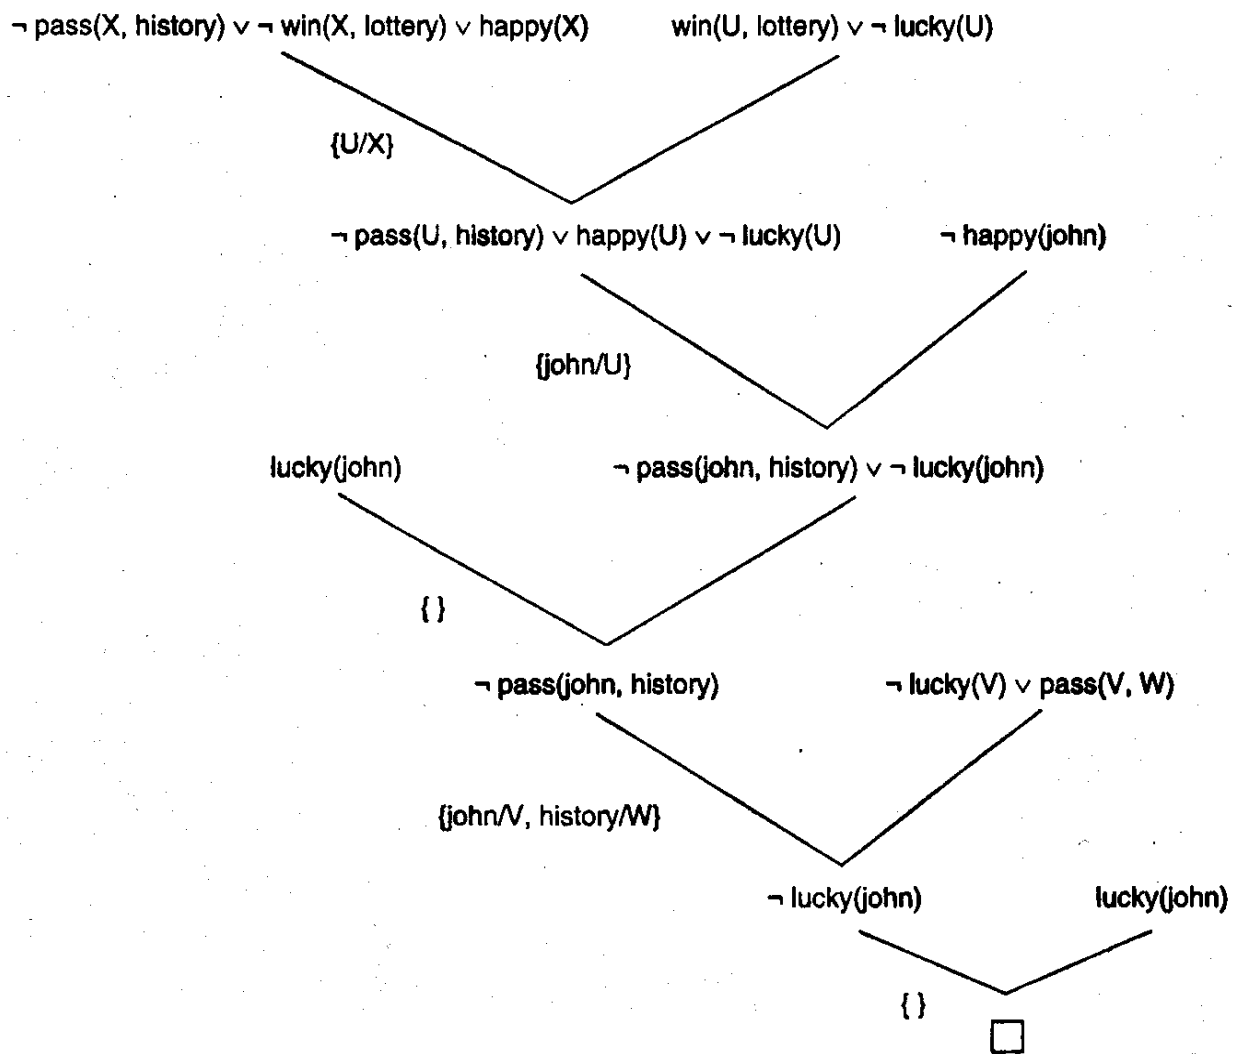 ¬ pass(X, history) ∨ ¬ win(X, lottery) ∨ happy(X) win(U, lottery) ∨ ¬ lucky(U)
{U/X}
¬ pass(U, history) ∨ happy(U) ∨ ¬ lucky(U) ¬ happy(john)
{john/U}
lucky(john) ¬ pass(john, history) ∨ ¬ lucky(john)
{ }
¬ pass(john, history) ¬ lucky(V) ∨ pass(V, W)
{john/V, history/W}
¬ lucky(john) lucky(john)
{ }